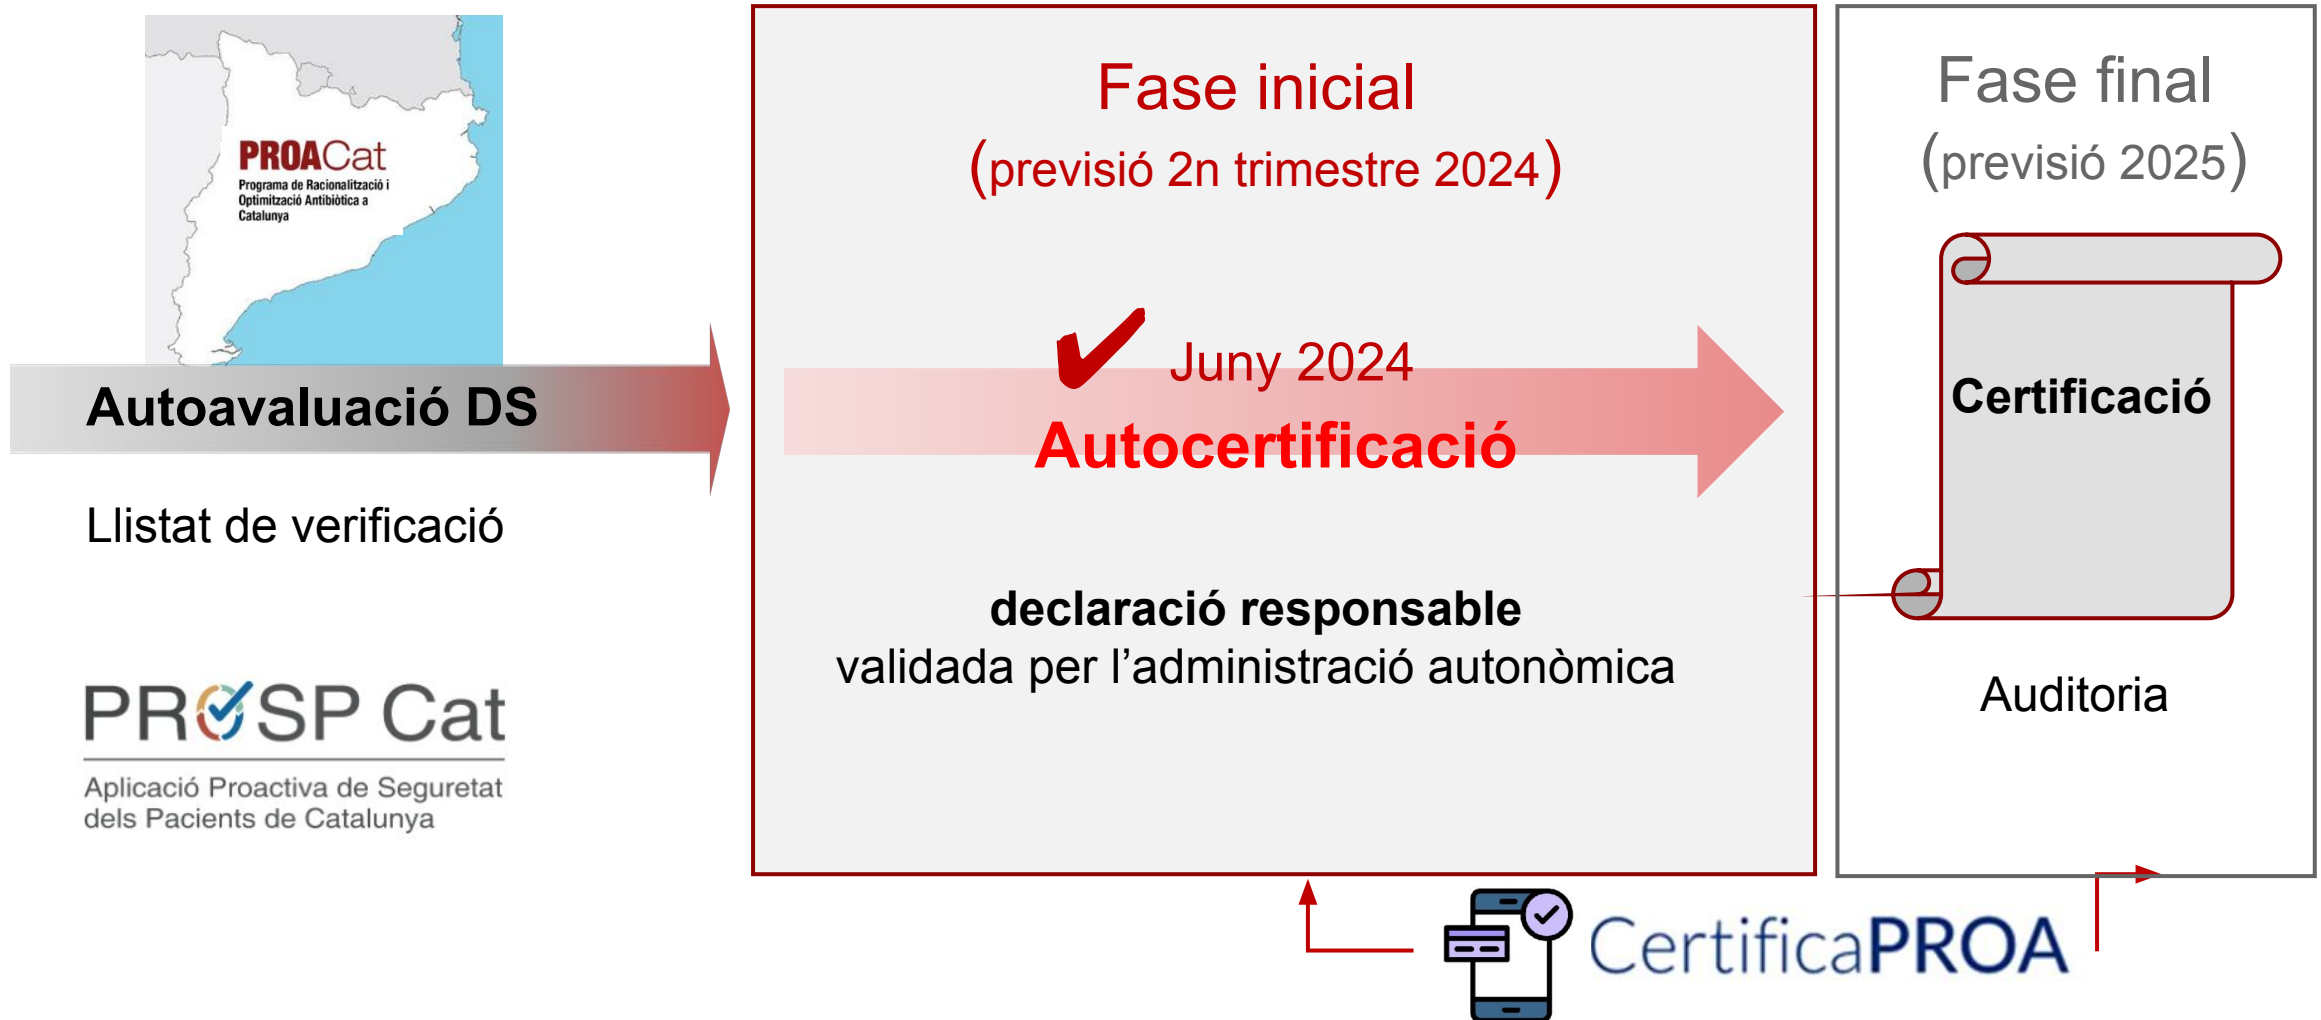 PROACat
Programa de Racionalització i
Optimització Antibiòtica a
Catalunya
Autoavaluació DS
Llistat de verificació
PROSP Cat
Aplicació Proactiva de Seguretat
dels Pacients de Catalunya
Fase inicial
(previsió 2n trimestre 2024)
✔ Juny 2024
Autocertificació
declaració responsable
validada per l’administració autonòmica
Fase final
(previsió 2025)
Certificació
Auditoria
CertificaPROA